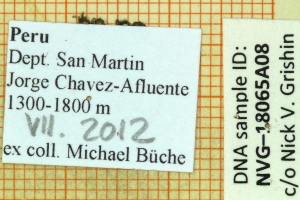 Peru
Dept. San Martin
Jorge Chavez-Afluente
1300-1800 m
VII. 2012
ex coll. Michael Büche
DNA sample ID:
NVG-18065A08
c/o Nick V. Grishin